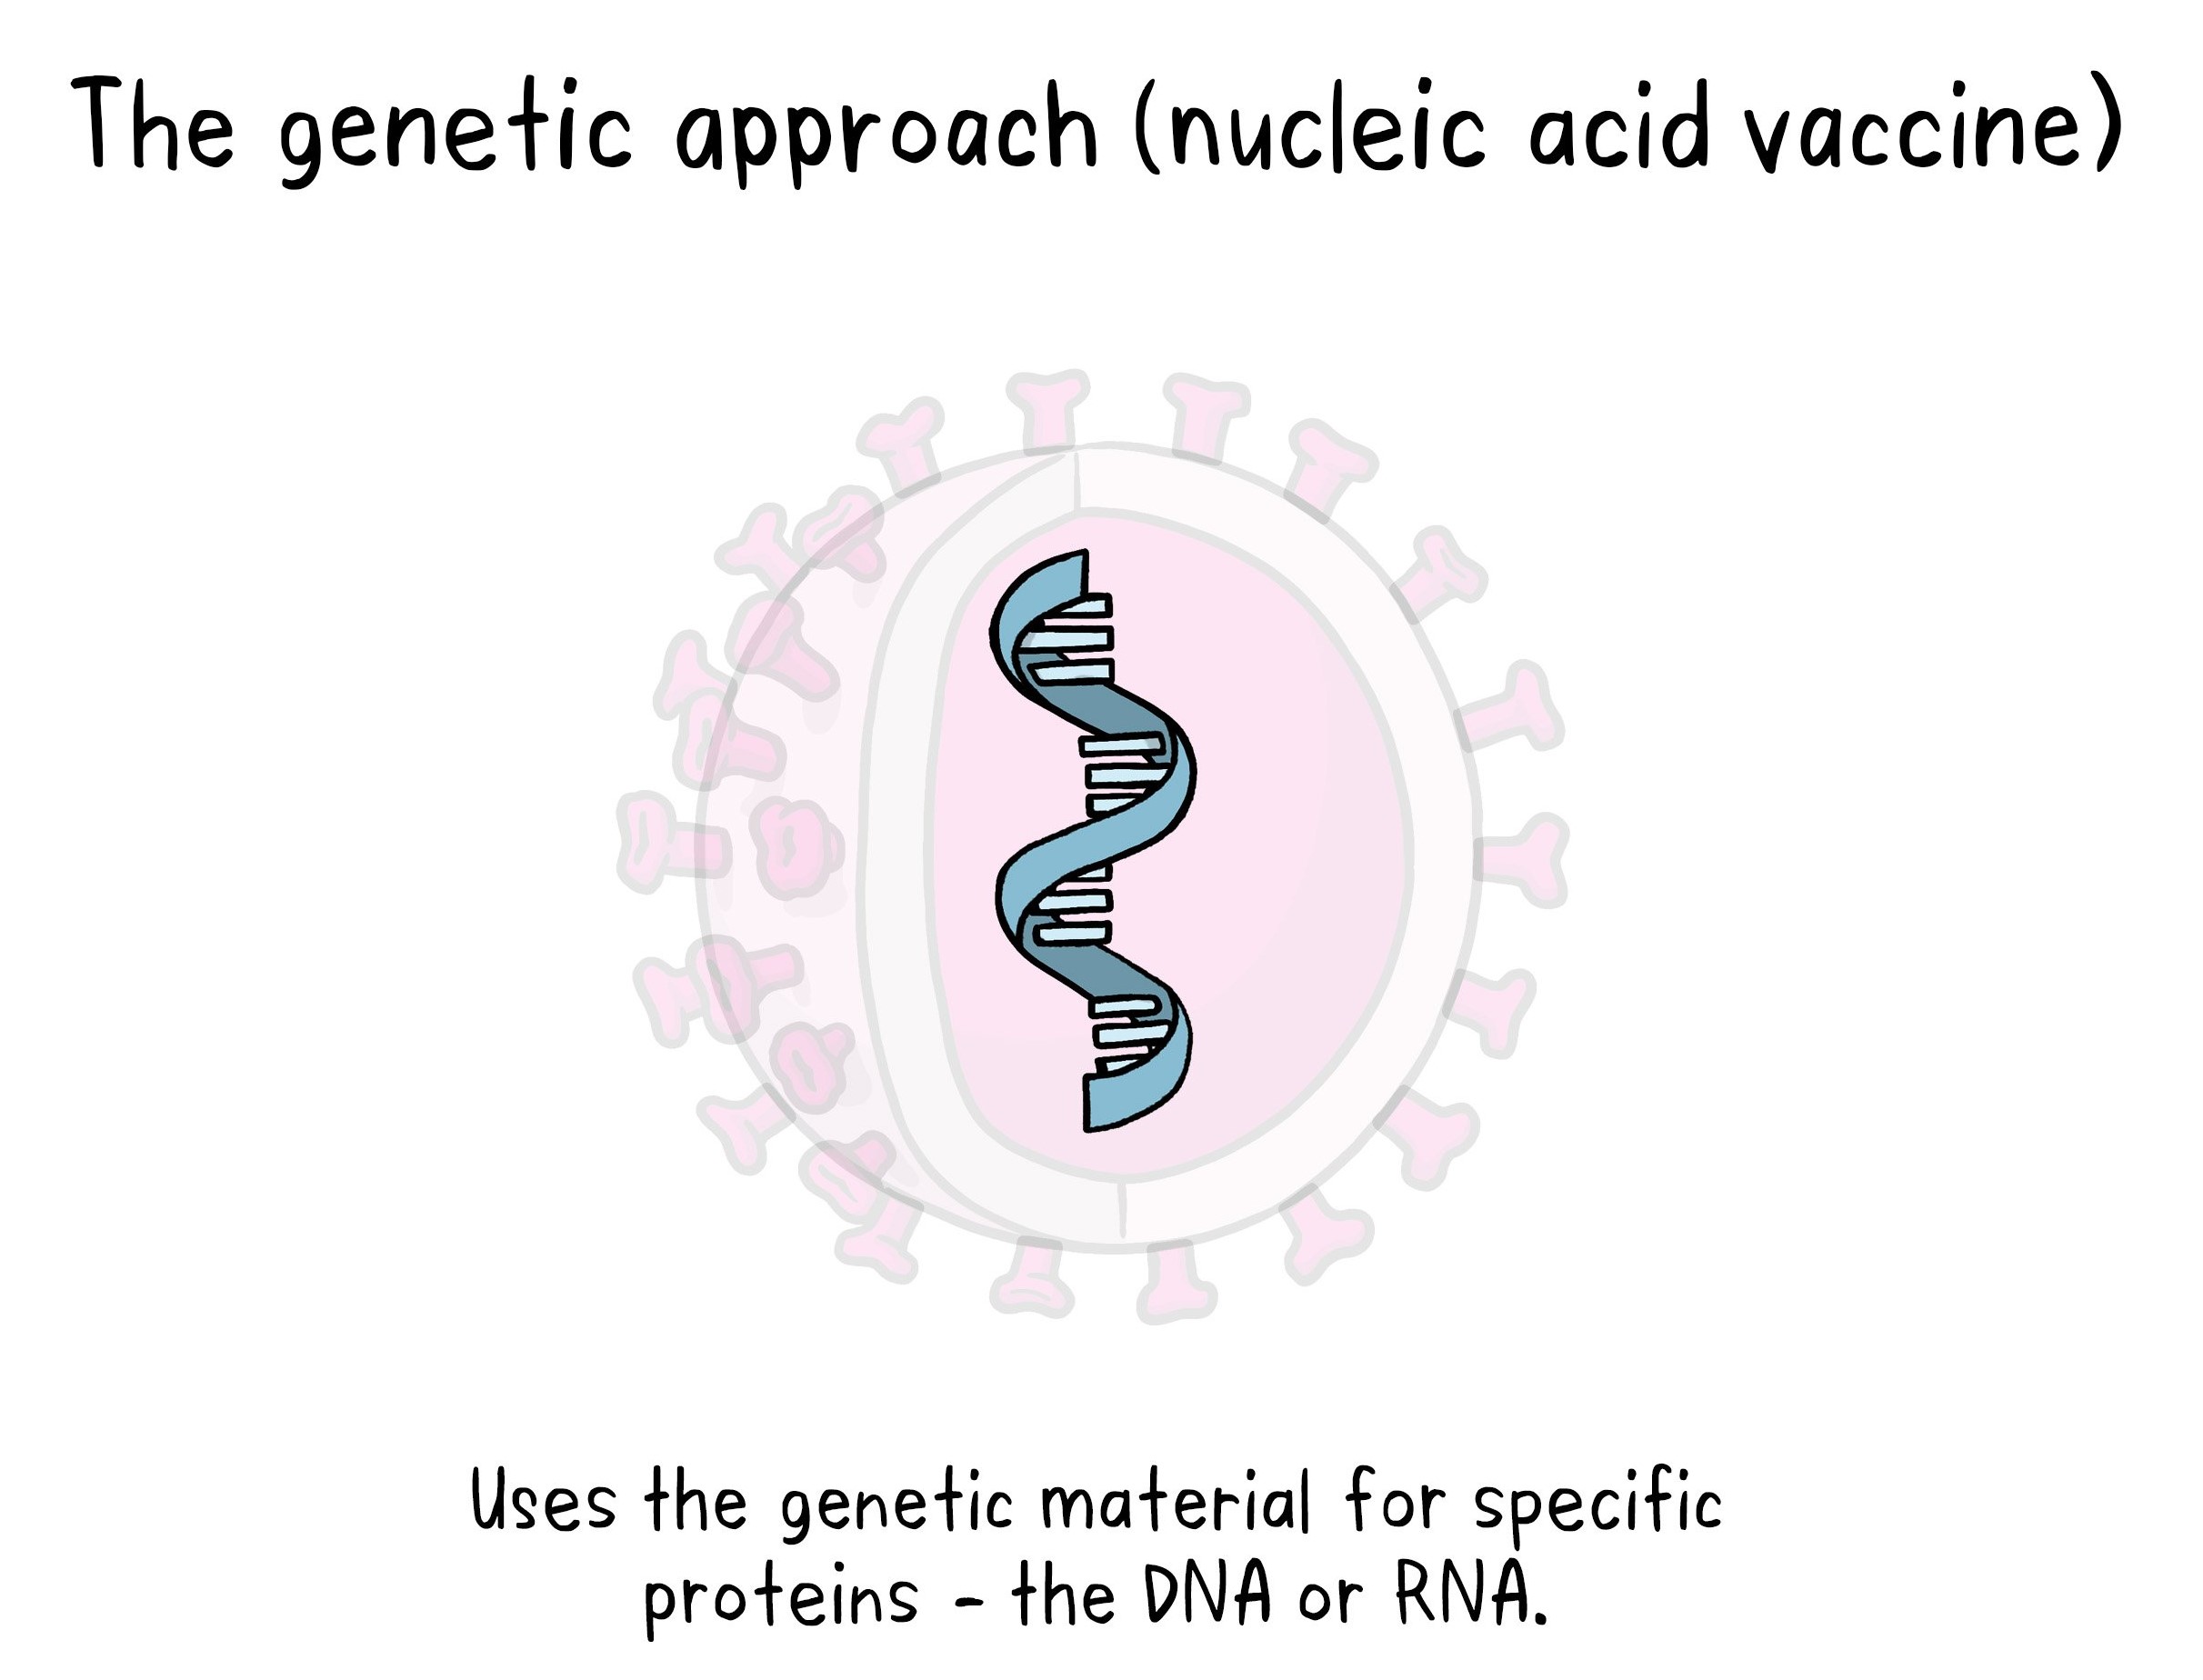 The genetic approach (nucleic acid vaccine)
Uses the genetic material for specific
proteins - the DNA or RNA.